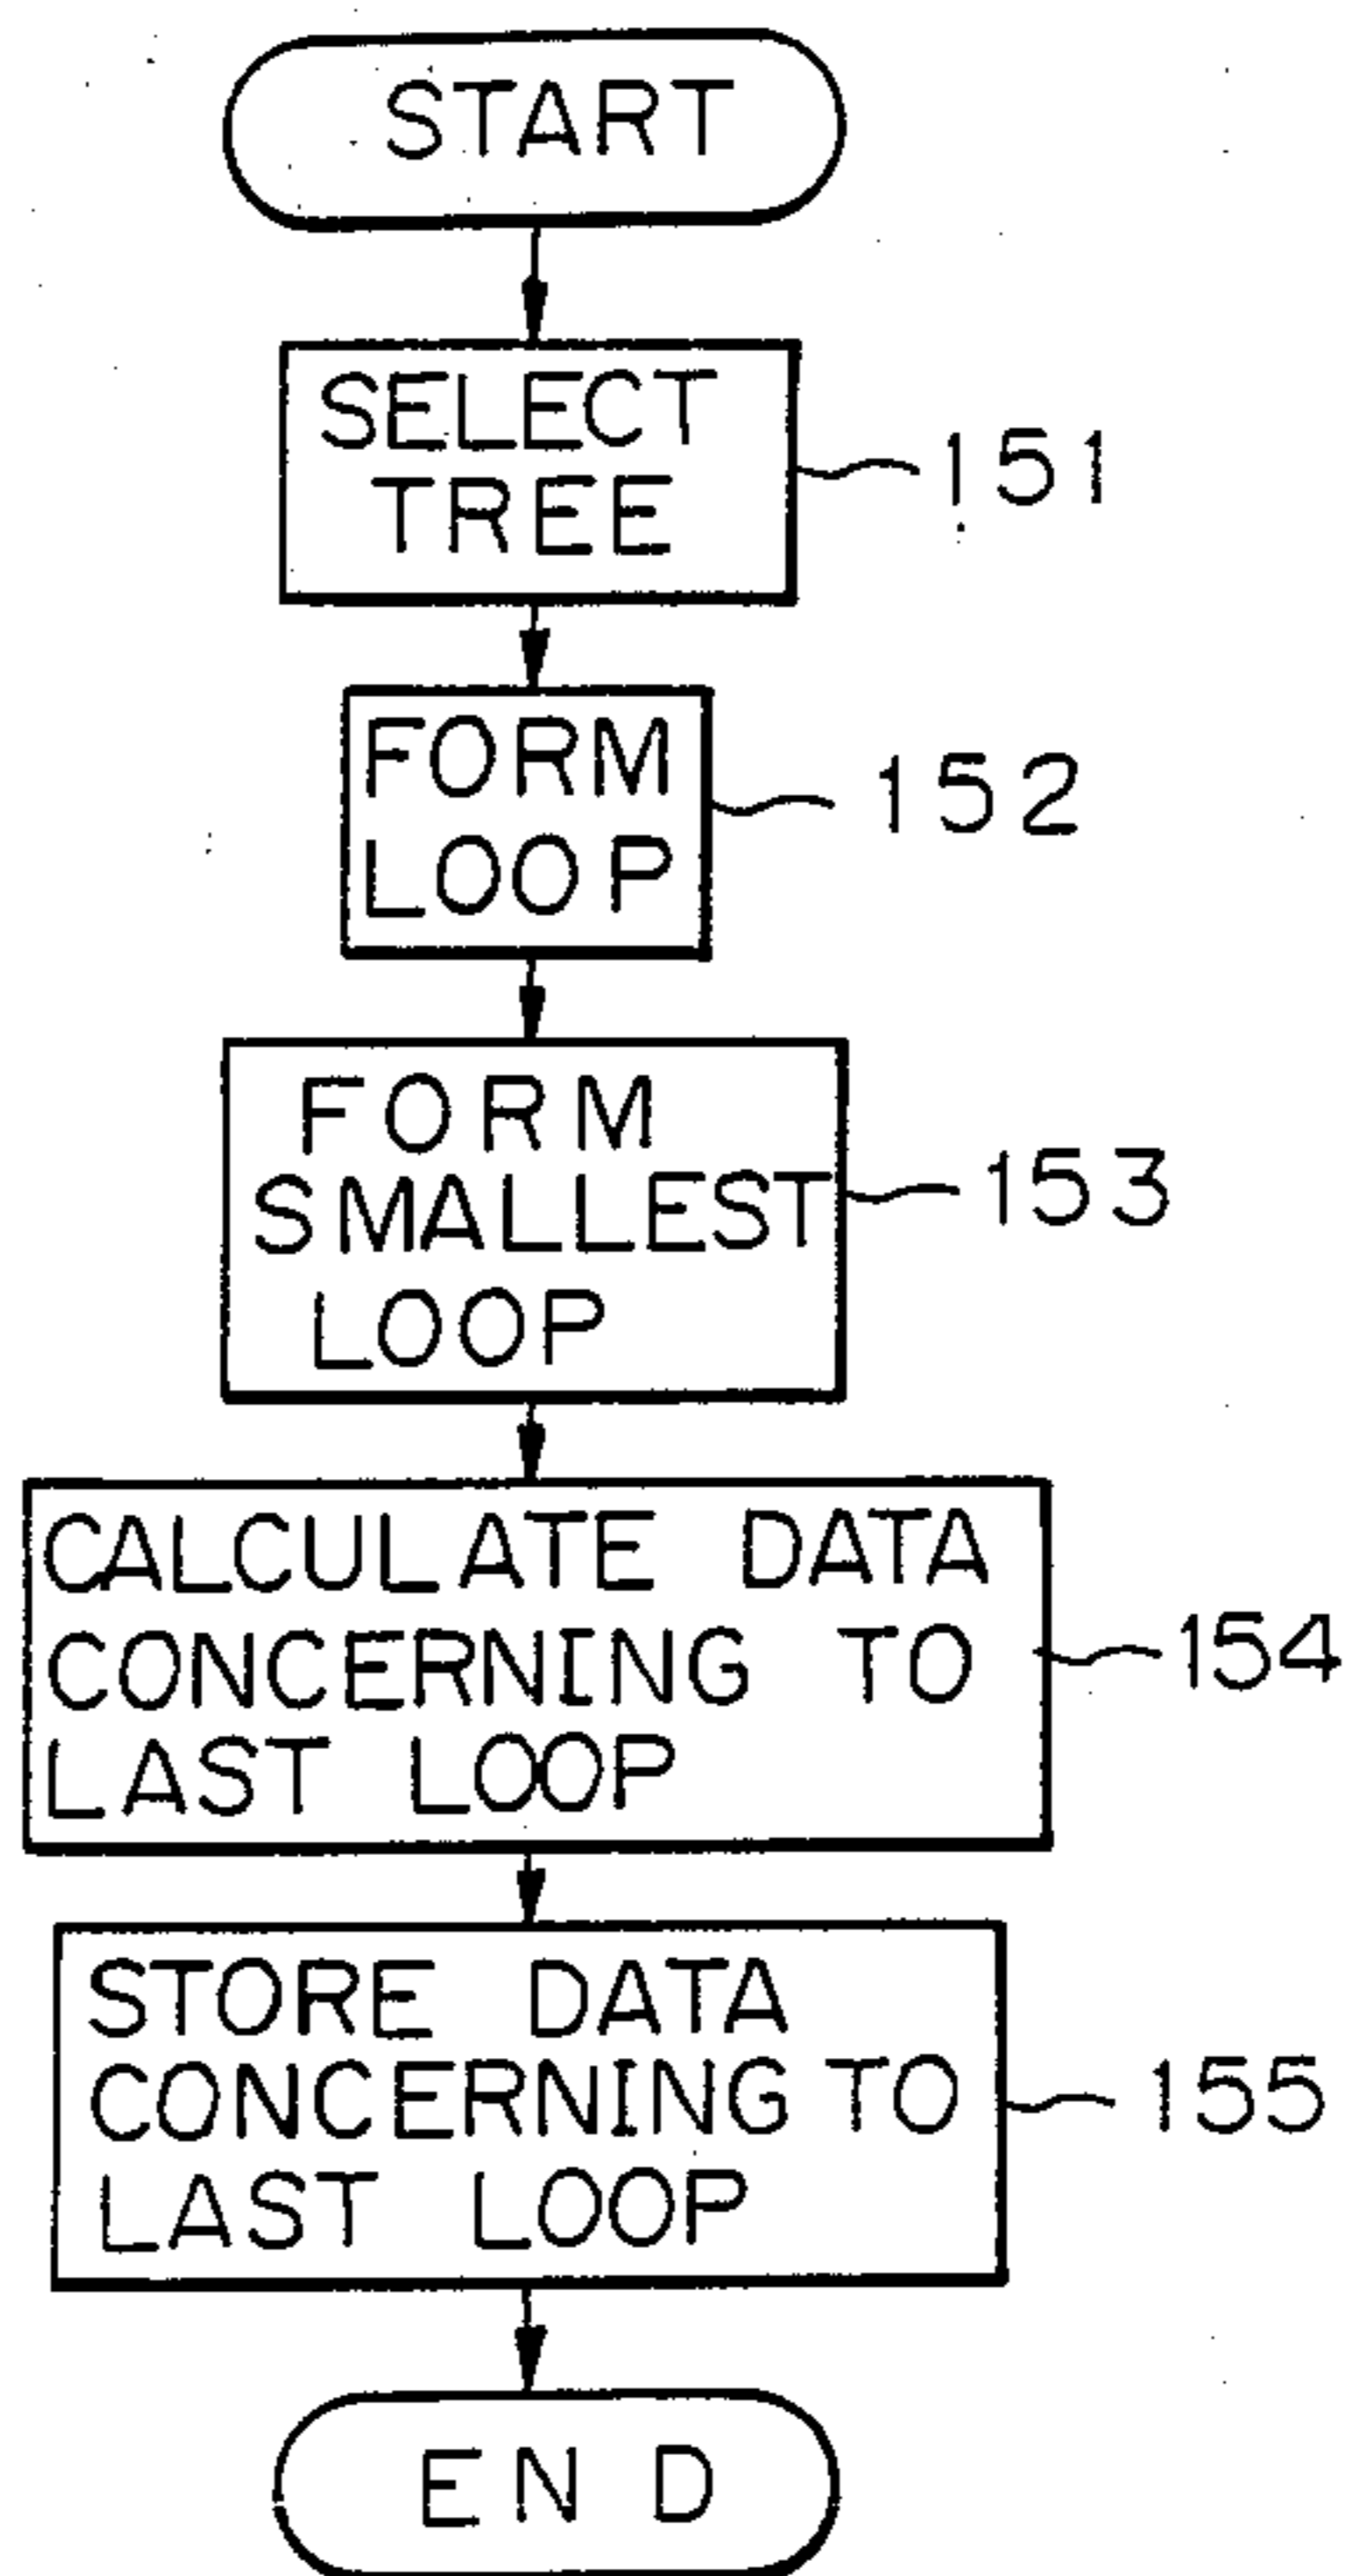 START
SELECT
TREE
151
FORM
LOOP
152
FORM
SMALLEST
LOOP
153
CALCULATE DATA
CONCERNING TO
LAST LOOP
154
STORE DATA
CONCERNING TO
LAST LOOP
155
END